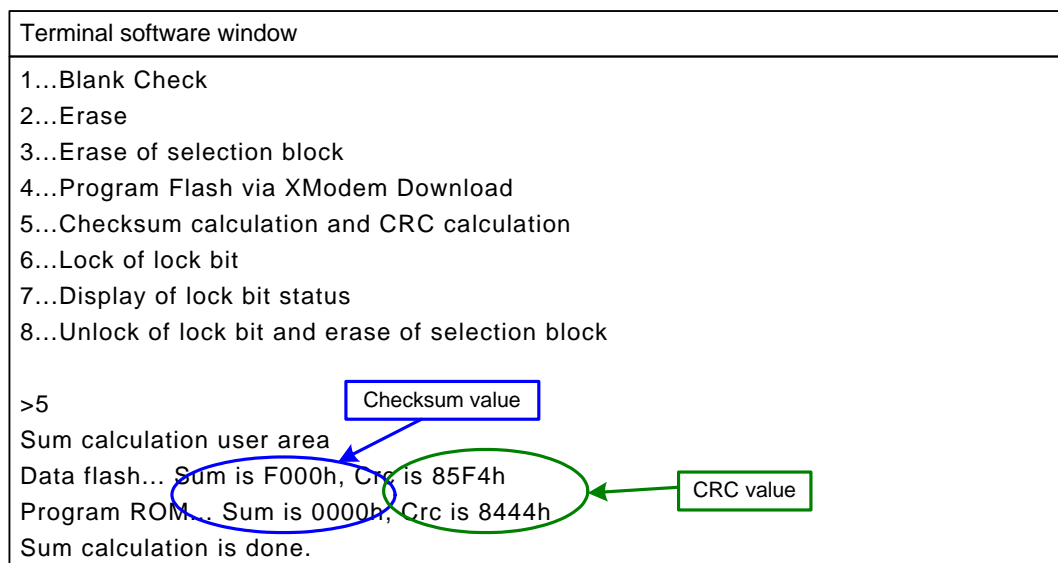 Terminal software window
1...Blank Check
2...Erase
3...Erase of selection block
4...Program Flash via XModem Download
5...Checksum calculation and CRC calculation
6...Lock of lock bit
7...Display of lock bit status
8...Unlock of lock bit and erase of selection block
>5
Checksum value
Sum calculation user area
Data flash... Sum is F000h, Crc is 85F4h
CRC value
Program ROM... Sum is 0000h, Crc is 8444h
Sum calculation is done.